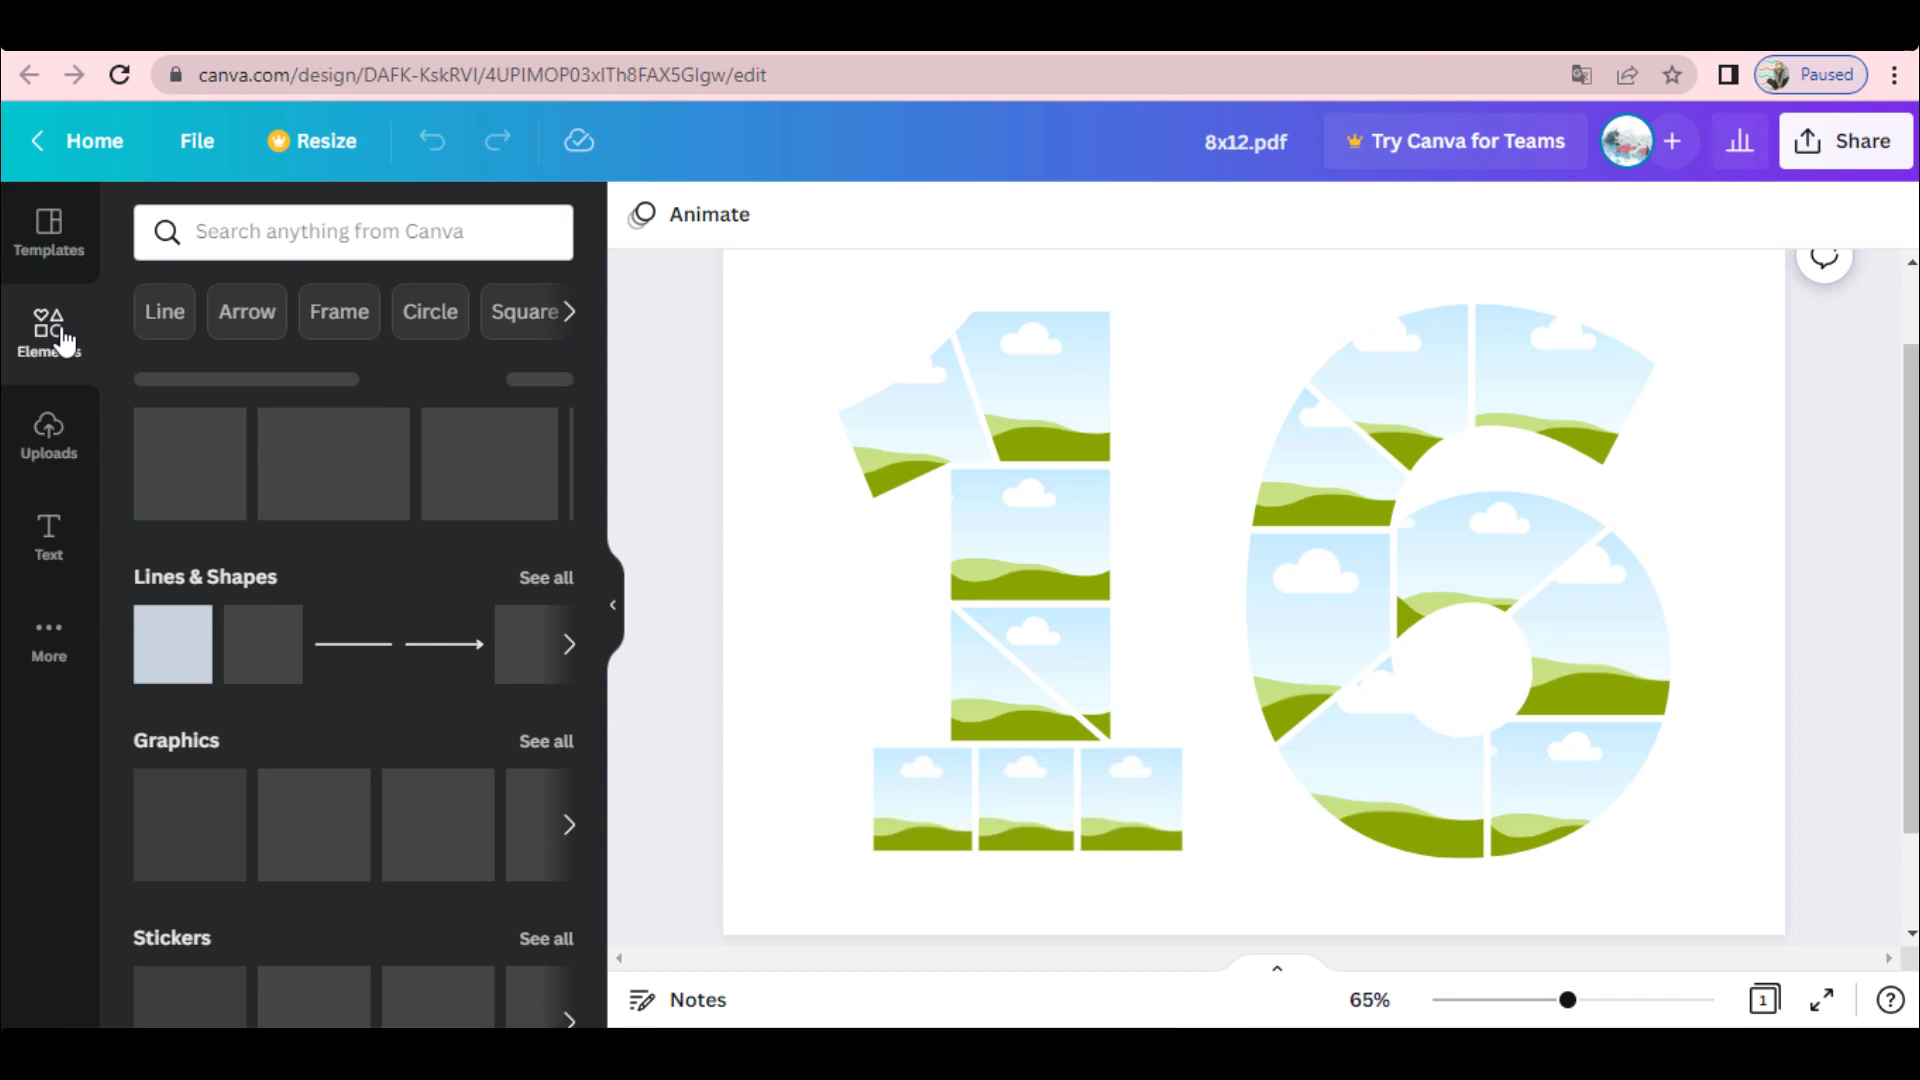 canva.com/design/DAFK-KskRVI/4UPIMOP03xITh8FAX5GIgw/edit
Paused
Home
File
Resize
8x12.pdf
Try Canva for Teams
Share
Templates
Elements
Uploads
Text
More
Search anything from Canva
Line
Arrow
Frame
Circle
Square
Lines & Shapes
See all
Graphics
See all
Stickers
See all
Animate
16
Notes
65%
1